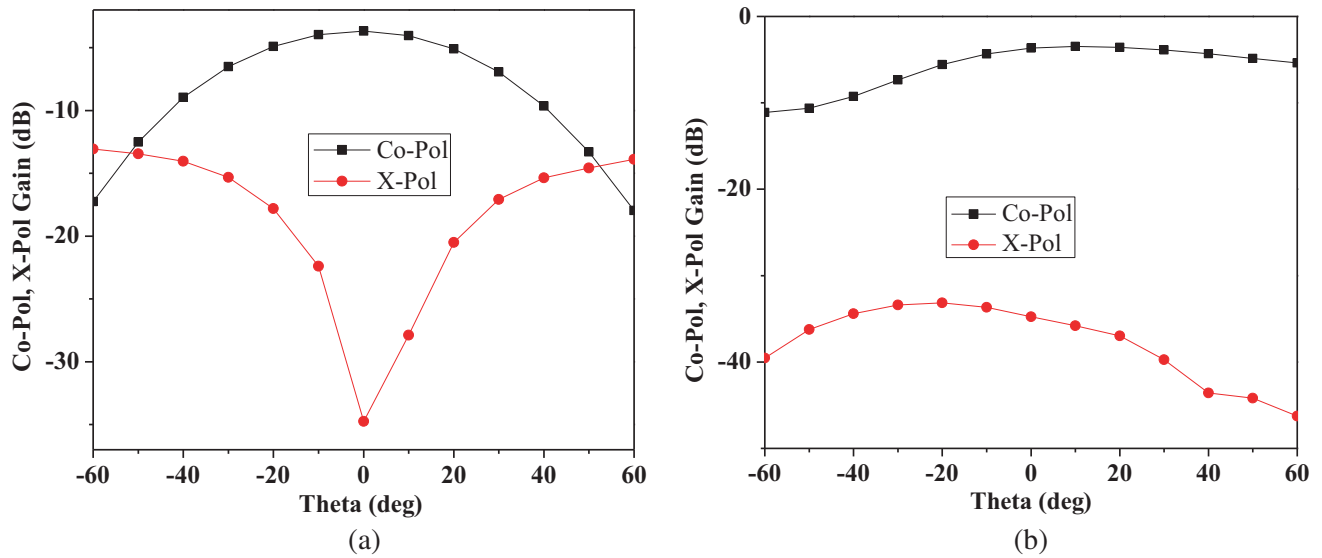 Co-Pol, X-Pol Gain (dB)
-10
-20
-30
Co-Pol
X-Pol
-60 -40 -20 0 20 40 60
Theta (deg)
(a)
Co-Pol, X-Pol Gain (dB)
0
-20
-40
Co-Pol
X-Pol
-60 -40 -20 0 20 40 60
Theta (deg)
(b)